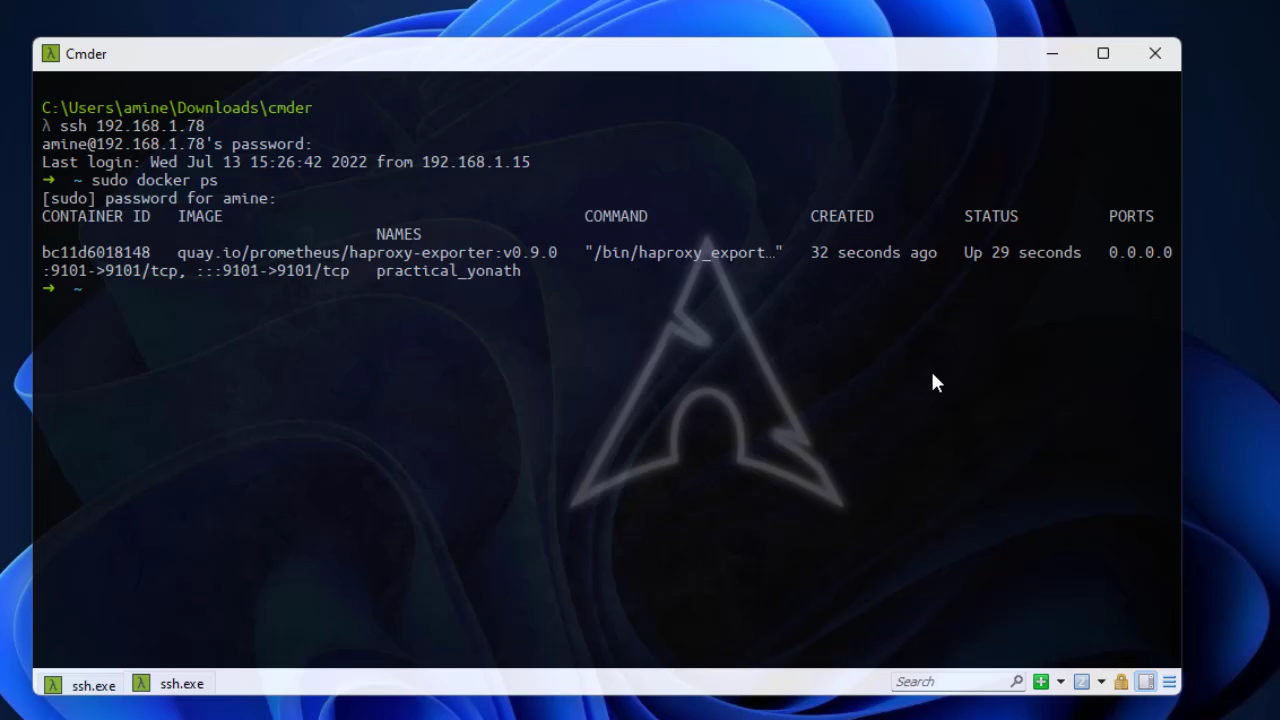 Cmder
C:\Users\amine\Downloads\cmder
λ ssh 192.168.1.78
amine@192.168.1.78's password:
Last login: Wed Jul 13 15:26:42 2022 from 192.168.1.15
➜ ~ sudo docker ps
[sudo] password for amine:
CONTAINER ID IMAGE COMMAND CREATED STATUS PORTS
NAMES
bc11d6018148 quay.io/prometheus/haproxy-exporter:v0.9.0 "/bin/haproxy_export…" 32 seconds ago Up 29 seconds 0.0.0.0
:9101->9101/tcp, :::9101->9101/tcp practical_yonath
➜ ~
ssh.exe ssh.exe Search